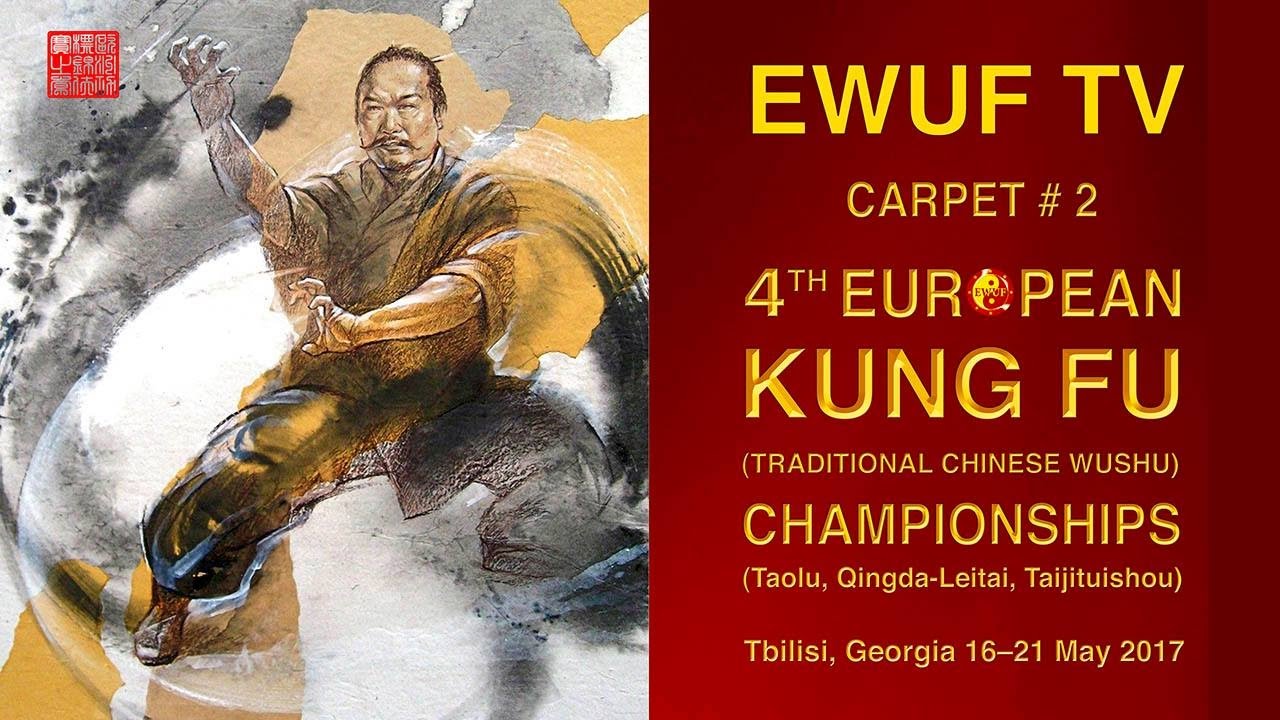 EWUF TV
CARPET # 2
4TH EUROPEAN
EWUF
KUNG FU
(TRADITIONAL CHINESE WUSHU)
CHAMPIONSHIPS
(Taolu, Qingda-Leitai, Taijituishou)
Tbilisi, Georgia 16–21 May 2017